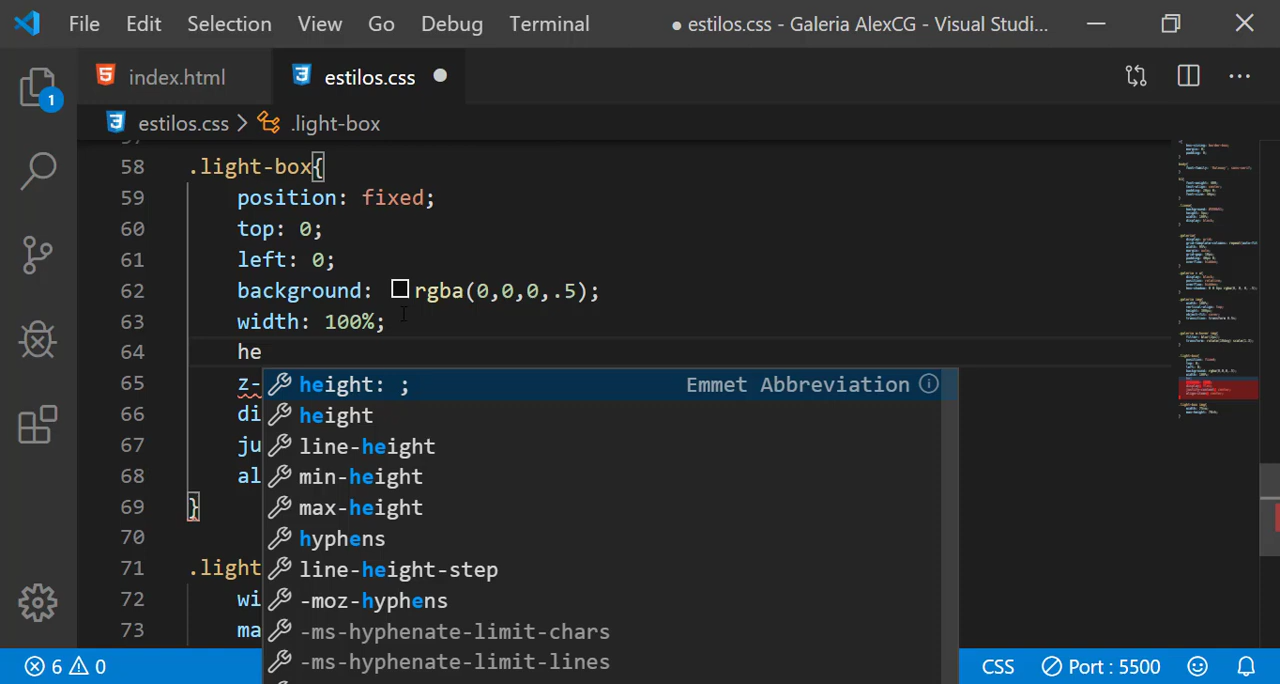 File Edit Selection View Go Debug Terminal ● estilos.css - Galeria AlexCG - Visual Studi...
index.html estilos.css
1
estilos.css > .light-box
58 .light-box{
59 position: fixed;
60 top: 0;
61 left: 0;
62 background: rgba(0,0,0,.5);
63 width: 100%;
64 he
65 z- height: ; Emmet Abbreviation
66 di height
67 ju line-height
68 al min-height
69 } max-height
70 hyphens
71 .light line-height-step
72 wi -moz-hyphens
73 ma -ms-hyphenate-limit-chars
-ms-hyphenate-limit-lines
6 0 CSS Port : 5500